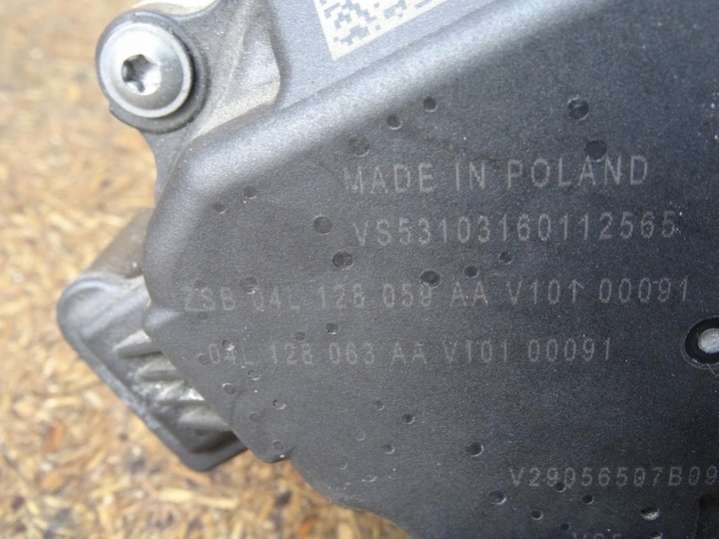 MADE IN POLAND
VS53103160112565
ZSB 04L 128 059 AA V101 00091
04L 128 063 AA V101 00091
V29056507B09